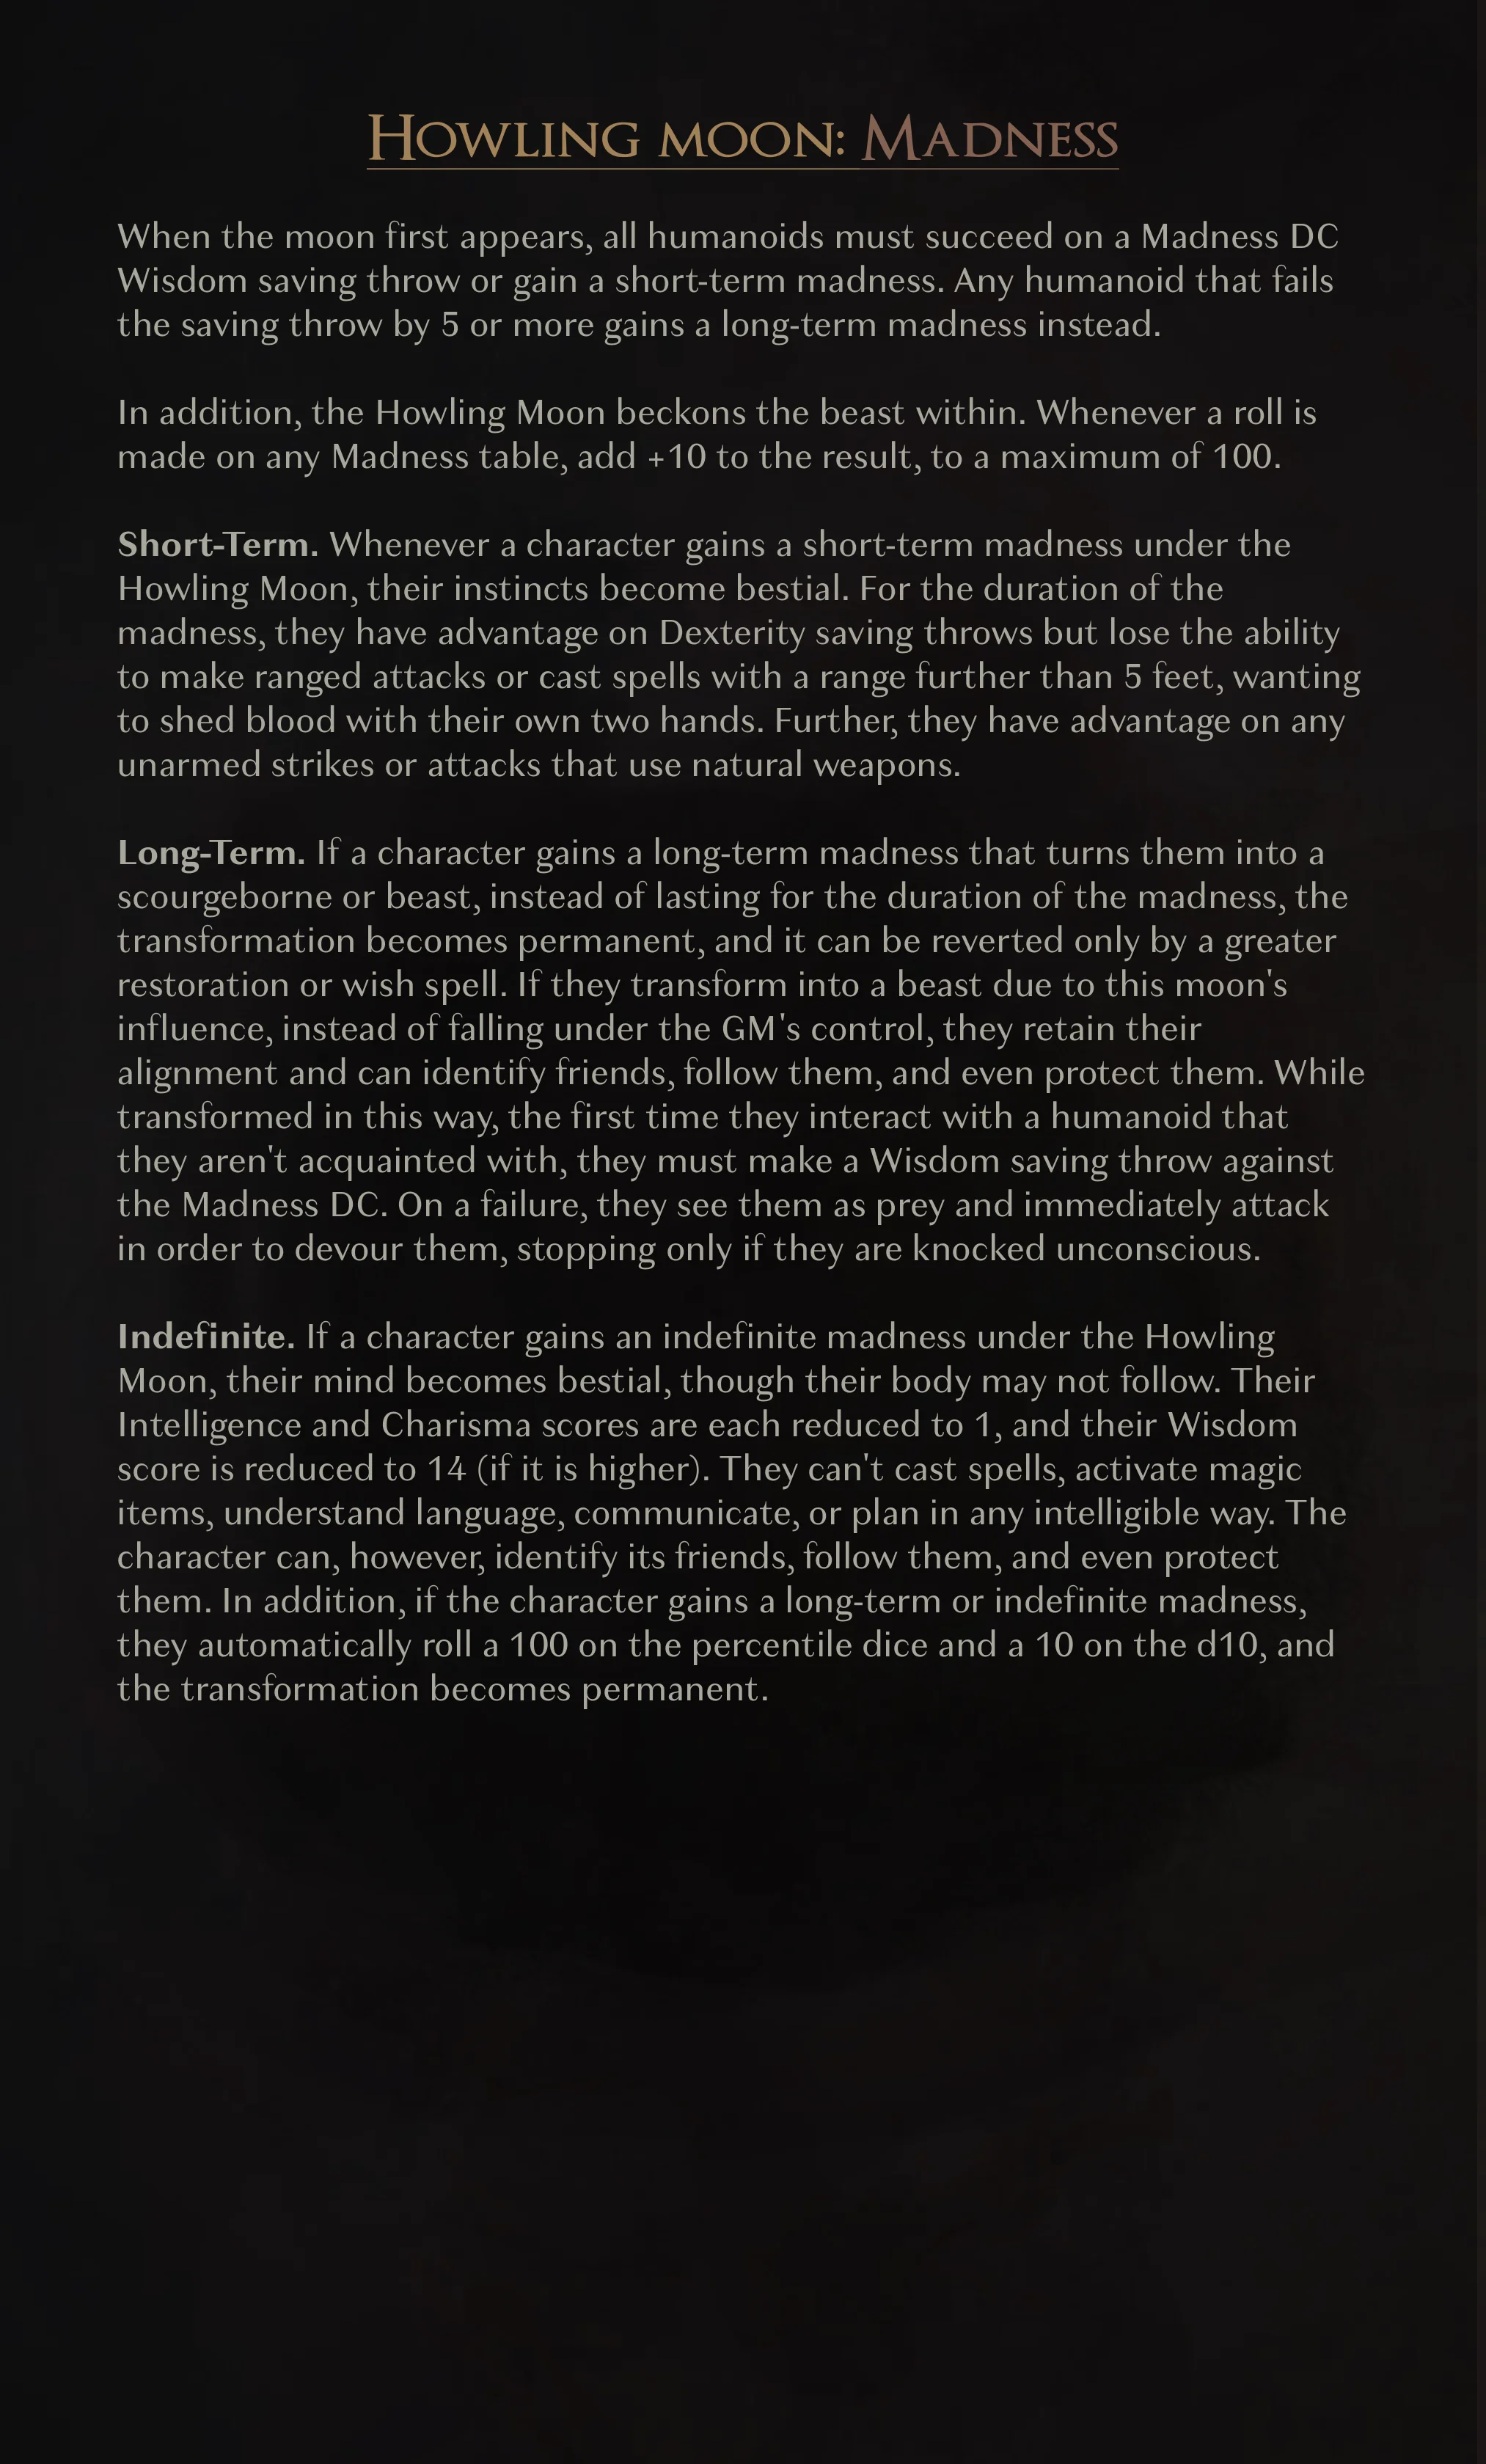 Howling moon: Madness
When the moon first appears, all humanoids must succeed on a Madness DC
Wisdom saving throw or gain a short-term madness. Any humanoid that fails
the saving throw by 5 or more gains a long-term madness instead.
In addition, the Howling Moon beckons the beast within. Whenever a roll is
made on any Madness table, add +10 to the result, to a maximum of 100.
Short-Term. Whenever a character gains a short-term madness under the
Howling Moon, their instincts become bestial. For the duration of the
madness, they have advantage on Dexterity saving throws but lose the ability
to make ranged attacks or cast spells with a range further than 5 feet, wanting
to shed blood with their own two hands. Further, they have advantage on any
unarmed strikes or attacks that use natural weapons.
Long-Term. If a character gains a long-term madness that turns them into a
scourgeborne or beast, instead of lasting for the duration of the madness, the
transformation becomes permanent, and it can be reverted only by a greater
restoration or wish spell. If they transform into a beast due to this moon's
influence, instead of falling under the GM's control, they retain their
alignment and can identify friends, follow them, and even protect them. While
transformed in this way, the first time they interact with a humanoid that
they aren't acquainted with, they must make a Wisdom saving throw against
the Madness DC. On a failure, they see them as prey and immediately attack
in order to devour them, stopping only if they are knocked unconscious.
Indefinite. If a character gains an indefinite madness under the Howling
Moon, their mind becomes bestial, though their body may not follow. Their
Intelligence and Charisma scores are each reduced to 1, and their Wisdom
score is reduced to 14 (if it is higher). They can't cast spells, activate magic
items, understand language, communicate, or plan in any intelligible way. The
character can, however, identify its friends, follow them, and even protect
them. In addition, if the character gains a long-term or indefinite madness,
they automatically roll a 100 on the percentile dice and a 10 on the d10, and
the transformation becomes permanent.